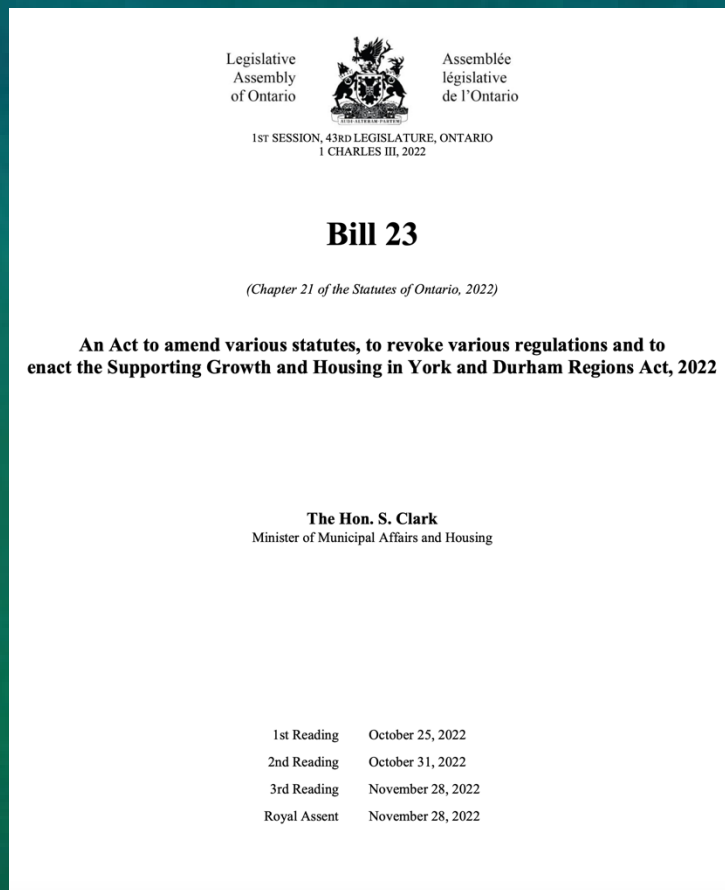 Legislative
Assembly
of Ontario
Assemblée
législative
de l'Ontario
1ST SESSION, 43RD LEGISLATURE, ONTARIO
1 CHARLES III, 2022
Bill 23
(Chapter 21 of the Statutes of Ontario, 2022)
An Act to amend various statutes, to revoke various regulations and to
enact the Supporting Growth and Housing in York and Durham Regions Act, 2022
The Hon. S. Clark
Minister of Municipal Affairs and Housing
1st Reading October 25, 2022
2nd Reading October 31, 2022
3rd Reading November 28, 2022
Royal Assent November 28, 2022